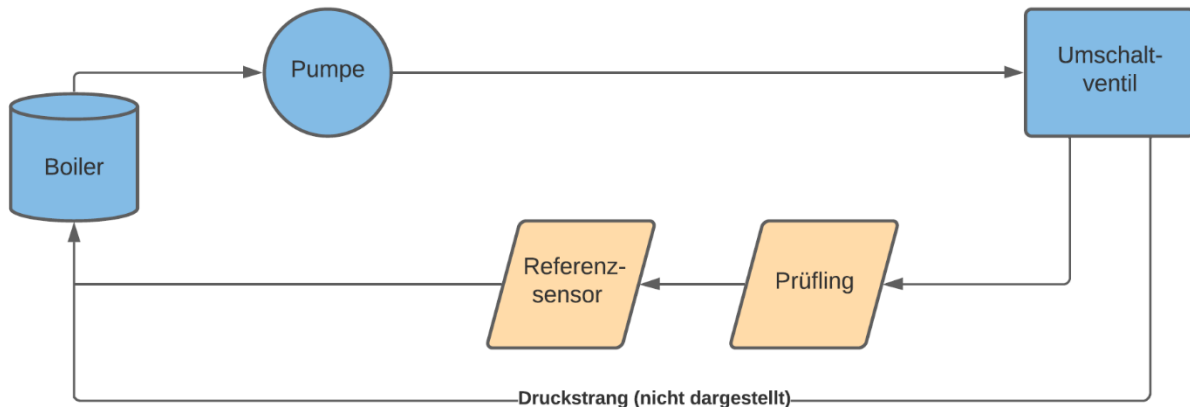 Pumpe
Umschalt-
ventil
Boiler
Referenz-
sensor
Prüfling
Druckstrang (nicht dargestellt)